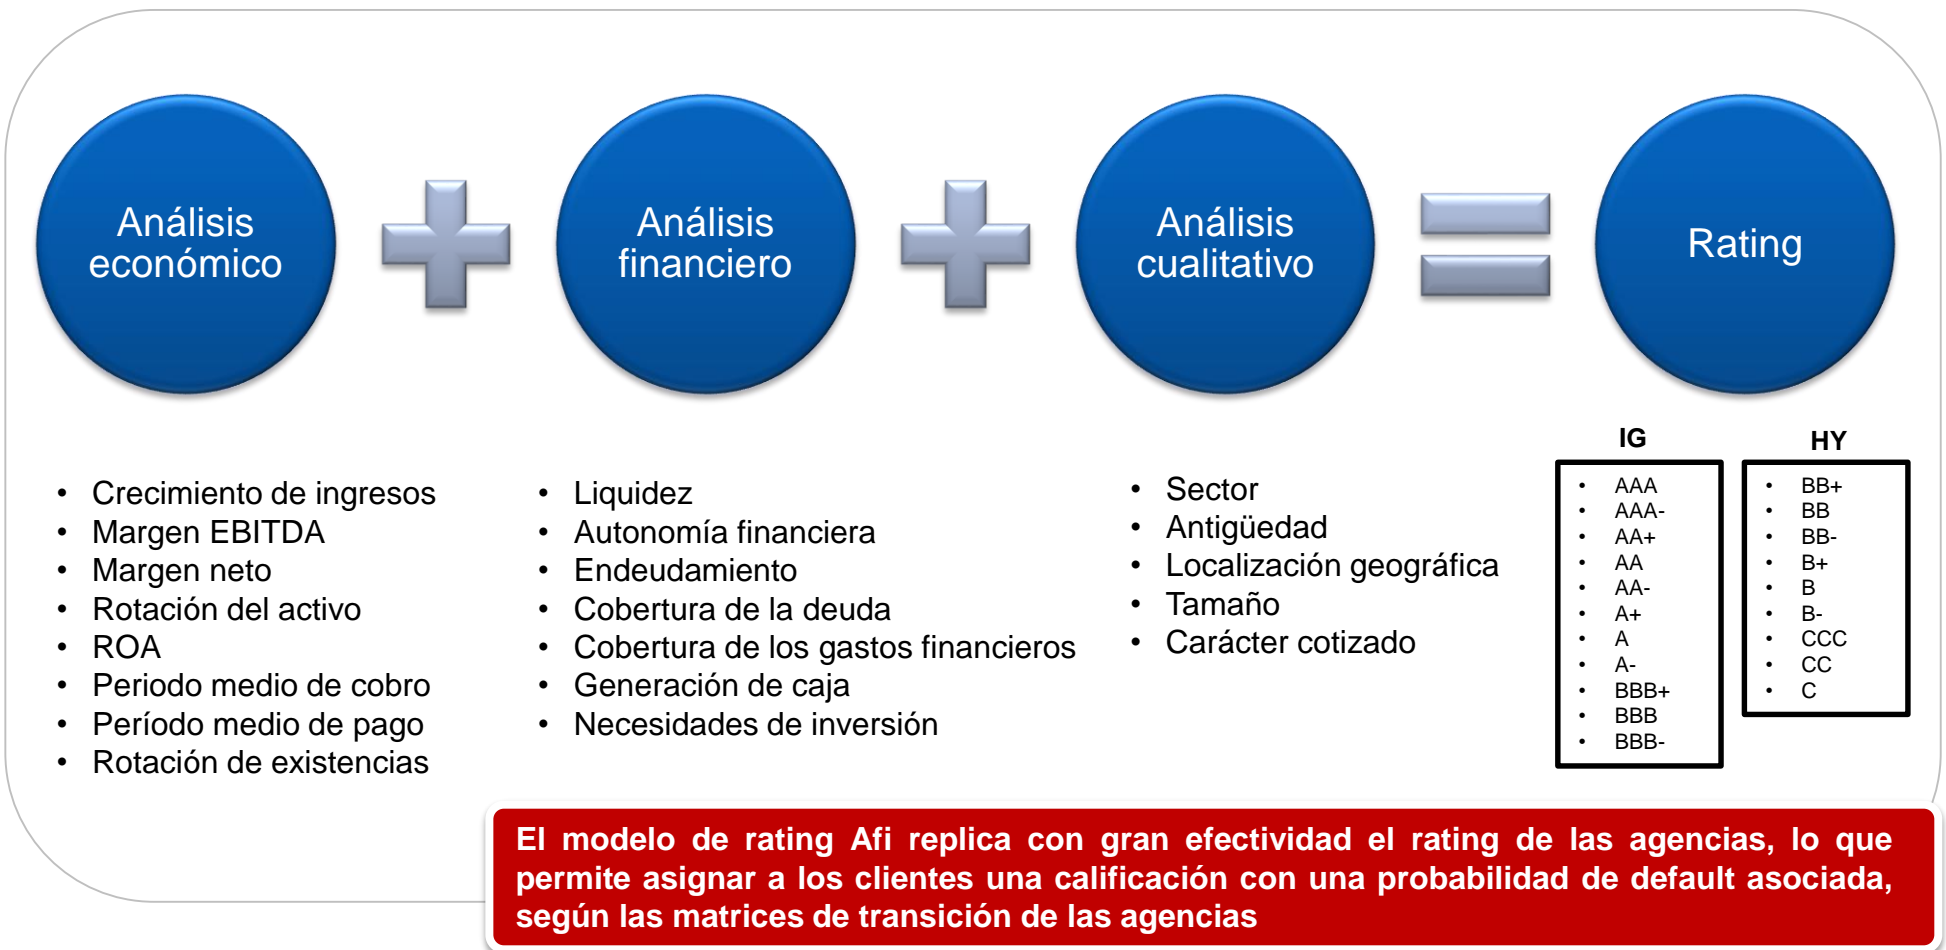 Análisis
económico
Análisis
financiero
Análisis
cualitativo
Rating
Crecimiento de ingresos
Margen EBITDA
Margen neto
Rotación del activo
ROA
Periodo medio de cobro
Período medio de pago
Rotación de existencias
Liquidez
Autonomía financiera
Endeudamiento
Cobertura de la deuda
Cobertura de los gastos financieros
Generación de caja
Necesidades de inversión
Sector
Antigüedad
Localización geográfica
Tamaño
Carácter cotizado
IG
AAA
AAA-
AA+
AA
AA-
A+
A
A-
BBB+
BBB
BBB-
HY
BB+
BB
BB-
B+
B
B-
CCC
CC
C
El modelo de rating Afi replica con gran efectividad el rating de las agencias, lo que
permite asignar a los clientes una calificación con una probabilidad de default asociada,
según las matrices de transición de las agencias